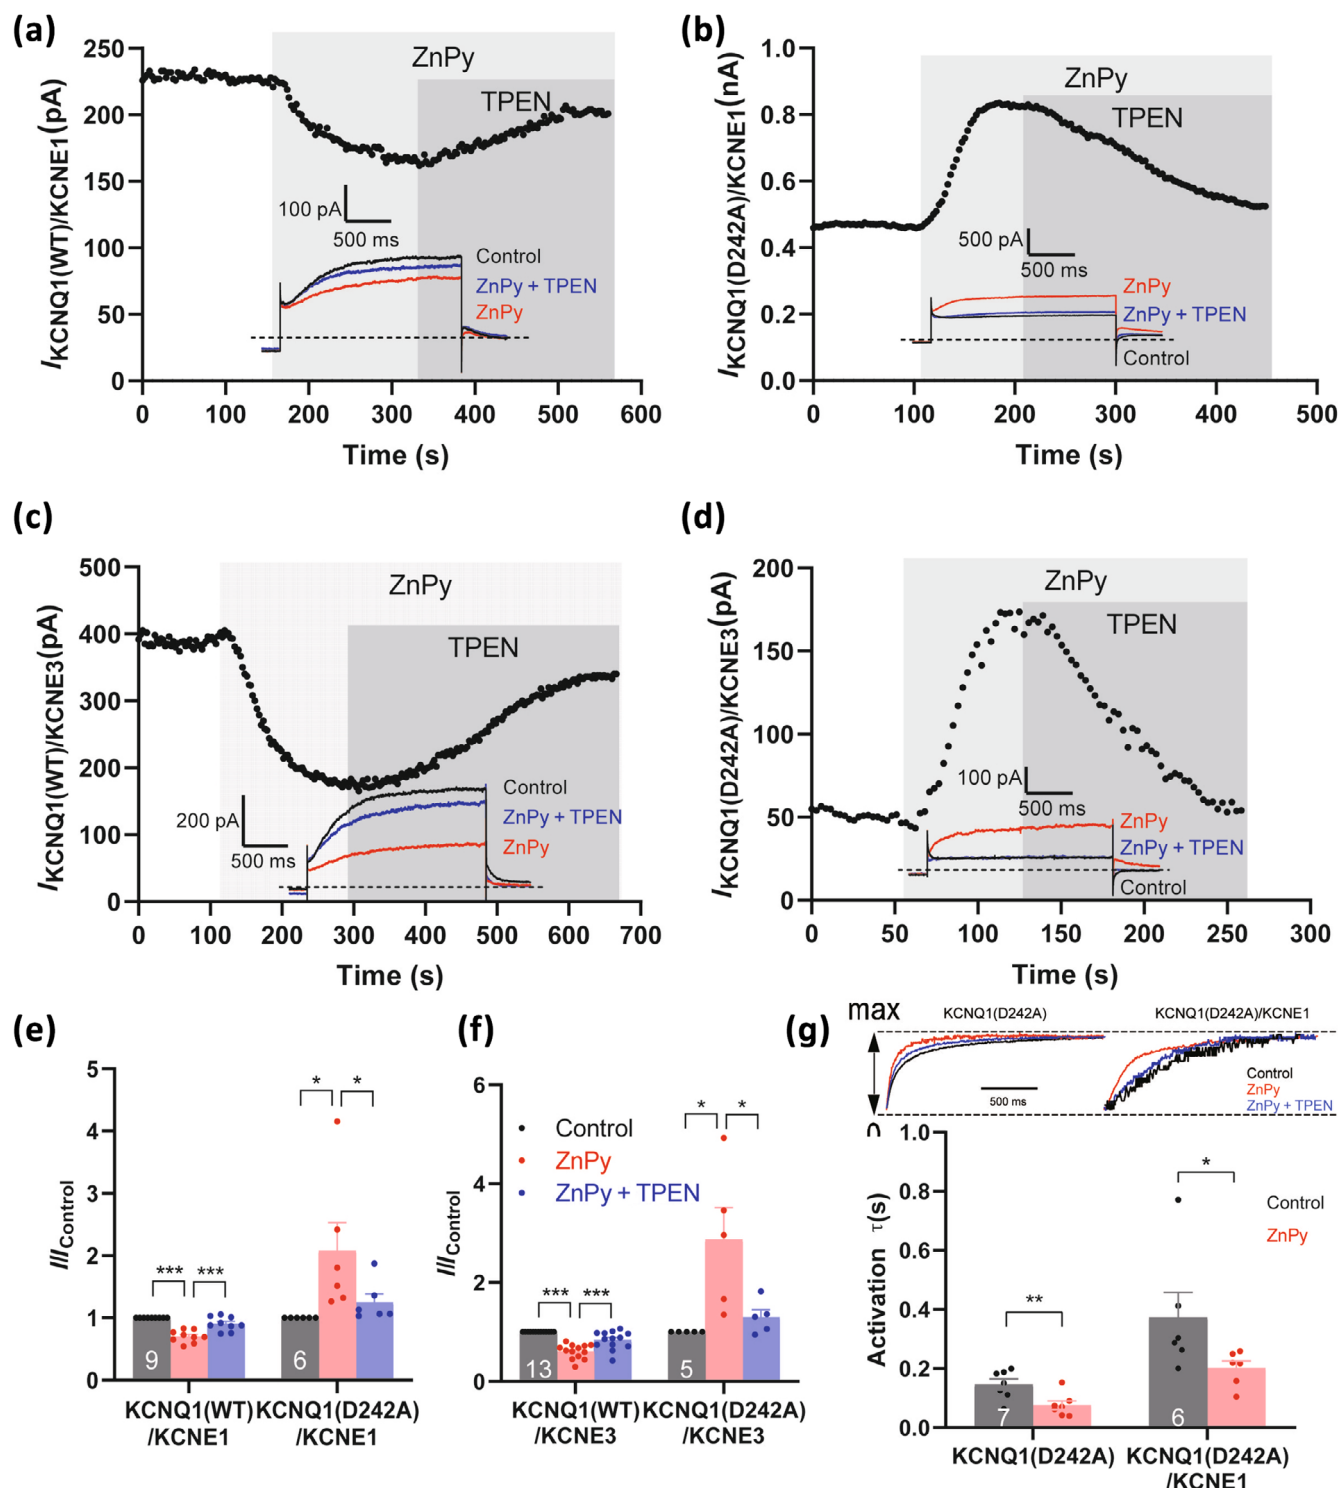 (a)
I KCNQ1(WT)/KCNE1(pA)
250
200
150
100
50
0
ZnPy
TPEN
100 pA
500 ms
Control
ZnPy + TPEN
ZnPy
0 100 200 300 400 500 600
Time (s)
(b)
I KCNQ1(D242A)/KCNE1(nA)
1.0
0.8
0.6
0.4
0.2
0.0
ZnPy
TPEN
500 pA
500 ms
ZnPy
ZnPy + TPEN
Control
0 100 200 300 400 500
Time (s)
(c)
I KCNQ1(WT)/KCNE3(pA)
500
400
300
200
100
0
ZnPy
TPEN
200 pA
500 ms
Control
ZnPy + TPEN
ZnPy
0 100 200 300 400 500 600 700
Time (s)
(d)
I KCNQ1(D242A)/KCNE3(pA)
200
150
100
50
0
ZnPy
TPEN
100 pA
500 ms
ZnPy
ZnPy + TPEN
Control
0 50 100 150 200 250 300
Time (s)
(e)
I/I Control
5
4
3
2
1
0
*** ***
* *
9
6
KCNQ1(WT) KCNQ1(D242A)
/KCNE1 /KCNE1
(f)
I/I Control
6
4
2
0
Control
ZnPy
ZnPy + TPEN
*** ***
* *
13
5
KCNQ1(WT) KCNQ1(D242A)
/KCNE3 /KCNE3
(g)
max
KCNQ1(D242A)
KCNQ1(D242A)/KCNE1
500 ms
Control
ZnPy
ZnPy + TPEN
Activation τ(s)
1.0
0.8
0.6
0.4
0.2
0.0
**
*
Control
ZnPy
7
6
KCNQ1(D242A) KCNQ1(D242A)
/KCNE1